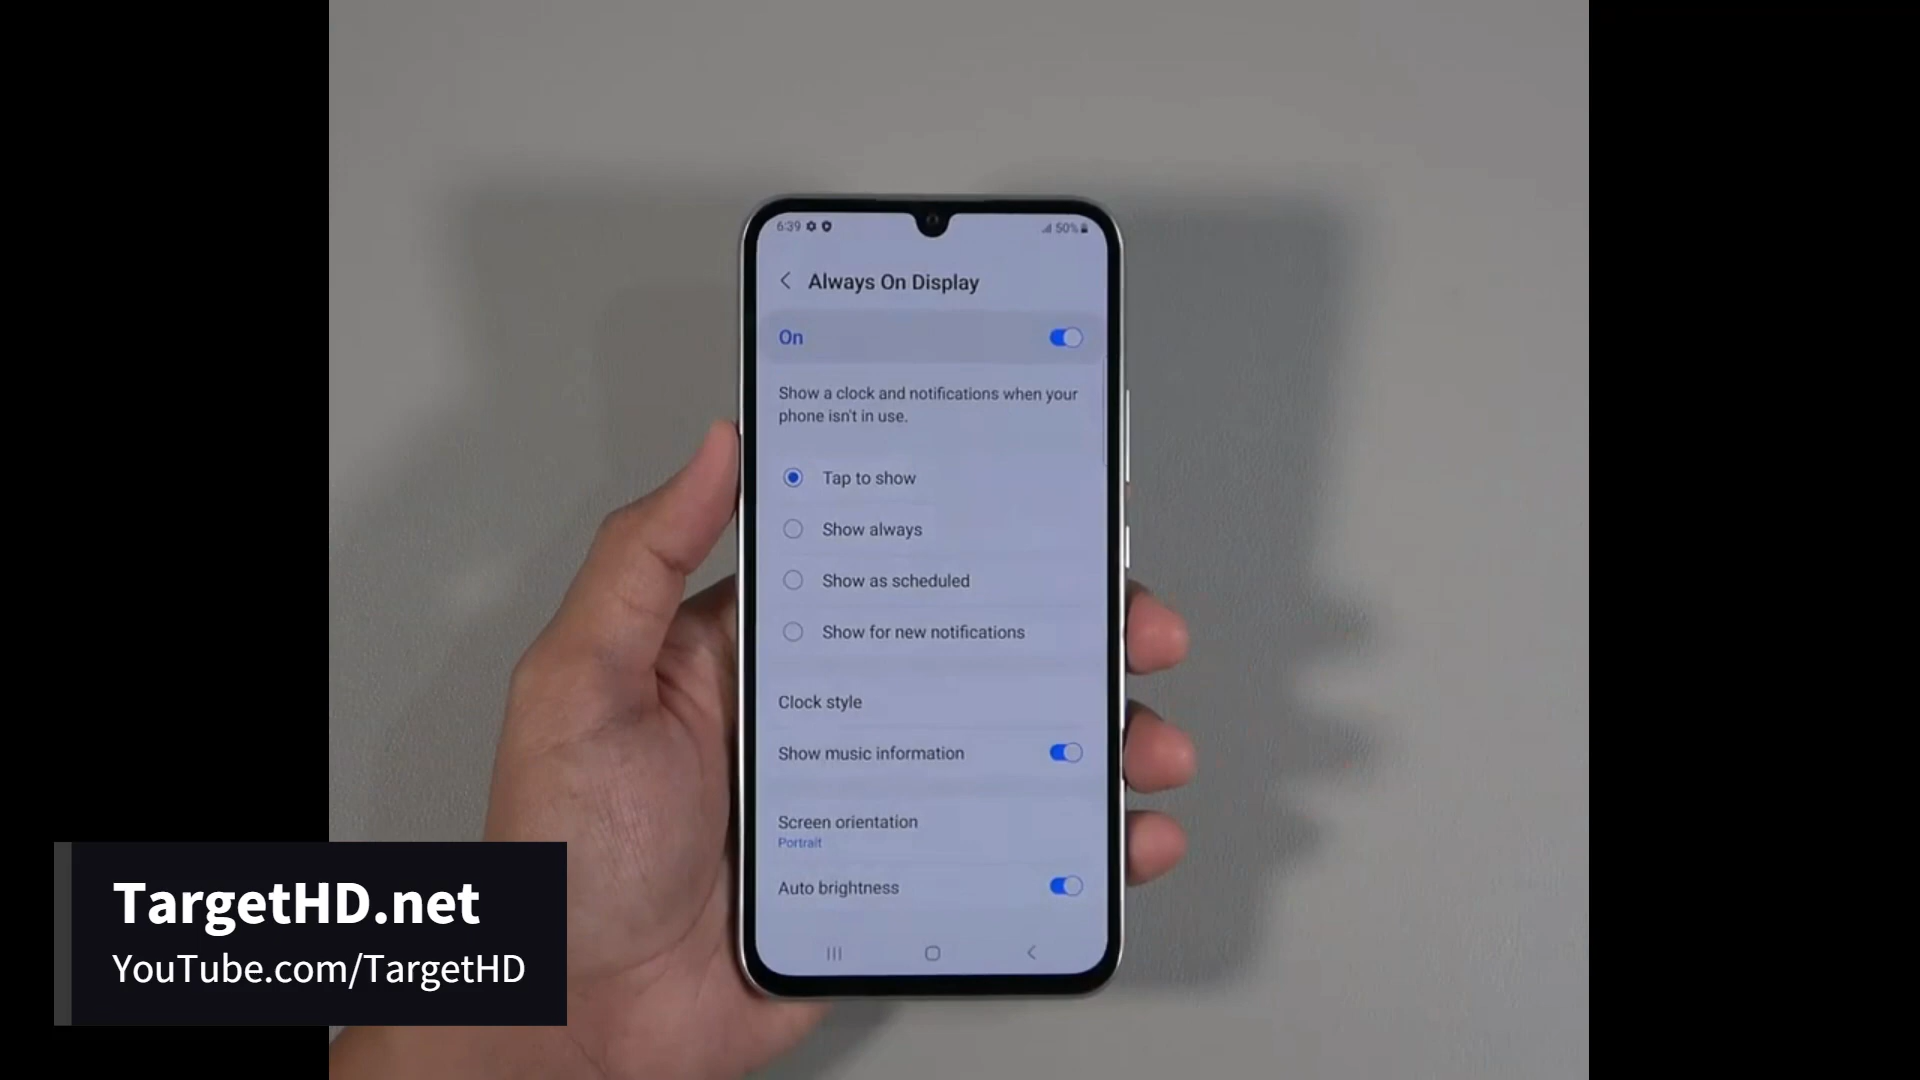 6:39
50%
Always On Display
On
Show a clock and notifications when your
phone isn't in use.
Tap to show
Show always
Show as scheduled
Show for new notifications
Clock style
Show music information
Screen orientation
Portrait
Auto brightness
TargetHD.net
YouTube.com/TargetHD